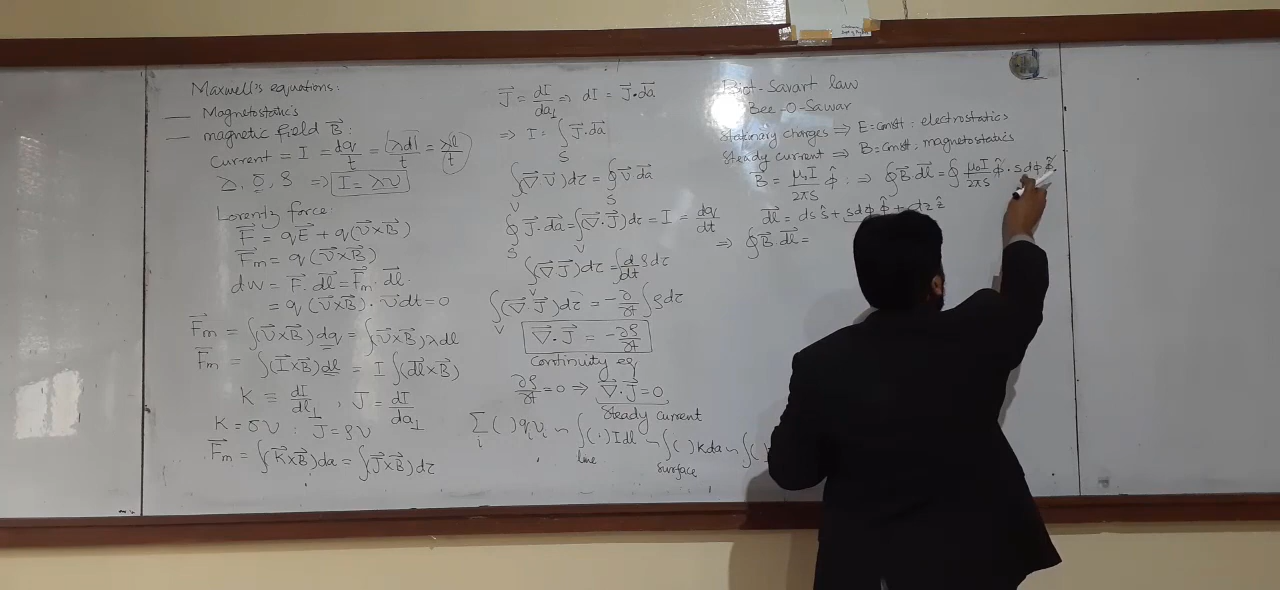 Maxwell's equations:
— Magnetostatics
— magnetic field B⃗:
Current = I = dq/t = (λdl)/t = λl/t
λ, σ, ρ ⇒ I = λv
Lorentz force:
F⃗ = qE⃗ + q(v⃗×B⃗)
F⃗m = q(v⃗×B⃗)
dw = F⃗. dl⃗ = F⃗m. dl⃗.
= q(v⃗×B⃗). v⃗dt = 0
F⃗m = ∫(v⃗×B⃗)dq = ∫(v⃗×B⃗)λdl
F⃗m = ∫(I⃗×B⃗)dl = I∫(dl⃗×B⃗)
K ≡ dI/dl⊥ , J = dI/da⊥
K = σv : J = ρv
F⃗m = ∫(K⃗×B⃗)da = ∫(J⃗×B⃗)dτ
J⃗ = dI/da⊥ ⇒ dI = J⃗.da⃗
⇒ I = ∫S J⃗.da⃗
∫V (∇⃗.v⃗)dτ = ∮S v⃗.da⃗
∮S J⃗.da⃗ = ∫V (∇⃗.J⃗)dτ = I = dq/dt
∫V (∇⃗.J⃗)dτ = ∫ d/dt ρdτ
∫V (∇⃗.J⃗)dτ = -∂/∂t ∫ρdτ
∇⃗.J⃗ = -∂ρ/∂t
Continuity eq
∂ρ/∂t = 0 ⇒ ∇⃗.J⃗ = 0
Steady current
∑i ( )qivi ~ ∫line ( )Idl ~ ∫surface ( )Kda ~ ∫(
Biot-Savart law
Bee-O-Sawar
Stationary charges ⇒ E = const: electrostatics
Steady current ⇒ B = const: magnetostatics
B⃗ = μ₀I/2πs φ̂ : ⇒ ∮B⃗.dl⃗ = ∮ μ₀I/2πs φ̂ . sdφ φ̂
dl⃗ = ds ŝ + sdφ φ̂ + dz ẑ
⇒ ∮B⃗.dl⃗ =